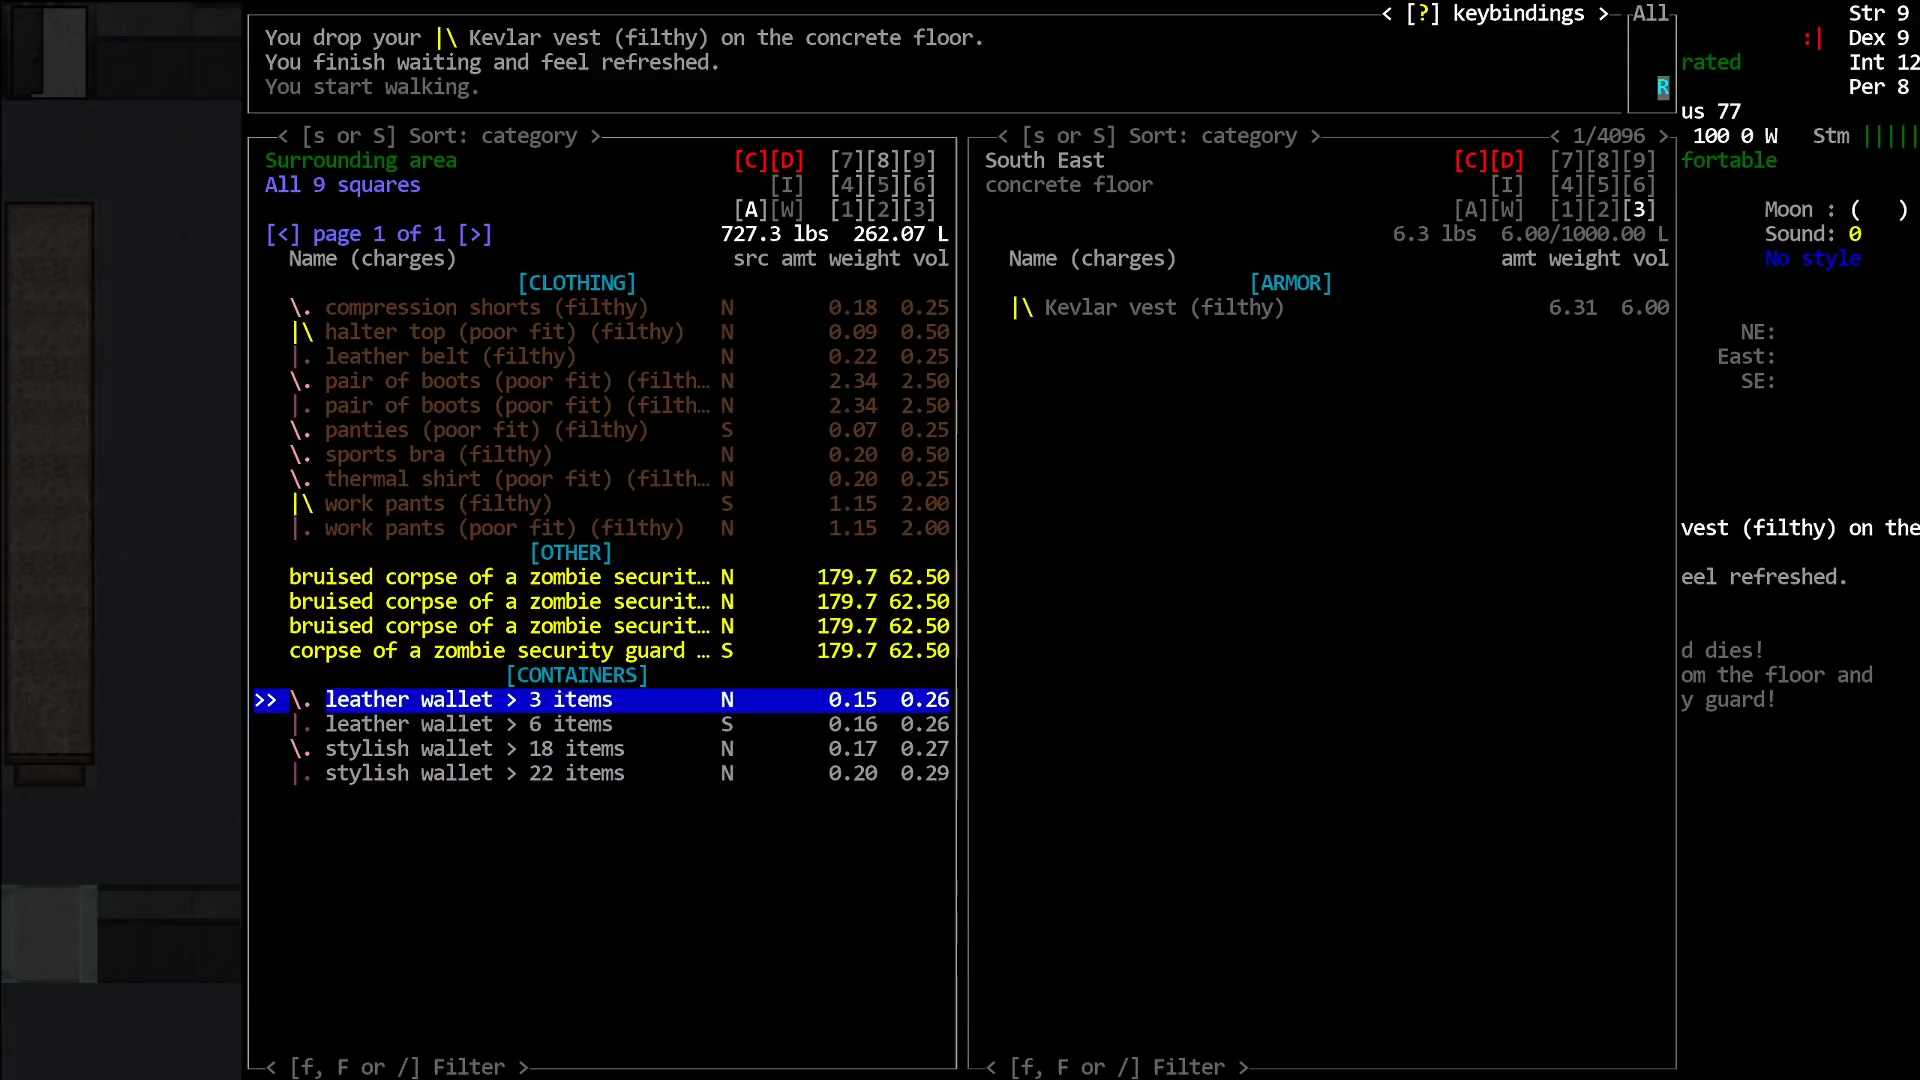 < [?] keybindings >
All
You drop your |\ Kevlar vest (filthy) on the concrete floor.
You finish waiting and feel refreshed.
You start walking.
R
< [s or S] Sort: category >
Surrounding area [C][D] [7][8][9]
All 9 squares [I] [4][5][6]
[A][W] [1][2][3]
[<] page 1 of 1 [>] 727.3 lbs 262.07 L
Name (charges) src amt weight vol
[CLOTHING]
\. compression shorts (filthy) N 0.18 0.25
|\ halter top (poor fit) (filthy) N 0.09 0.50
|. leather belt (filthy) N 0.22 0.25
\. pair of boots (poor fit) (filth… N 2.34 2.50
|. pair of boots (poor fit) (filth… N 2.34 2.50
\. panties (poor fit) (filthy) S 0.07 0.25
\. sports bra (filthy) N 0.20 0.50
\. thermal shirt (poor fit) (filth… N 0.20 0.25
|\ work pants (filthy) S 1.15 2.00
|. work pants (poor fit) (filthy) N 1.15 2.00
[OTHER]
bruised corpse of a zombie securit… N 179.7 62.50
bruised corpse of a zombie securit… N 179.7 62.50
bruised corpse of a zombie securit… N 179.7 62.50
corpse of a zombie security guard … S 179.7 62.50
[CONTAINERS]
>> \. leather wallet > 3 items N 0.15 0.26
|. leather wallet > 6 items S 0.16 0.26
\. stylish wallet > 18 items N 0.17 0.27
|. stylish wallet > 22 items N 0.20 0.29
< [f, F or /] Filter >
< [s or S] Sort: category > < 1/4096 >
South East [C][D] [7][8][9]
concrete floor [I] [4][5][6]
[A][W] [1][2][3]
6.3 lbs 6.00/1000.00 L
Name (charges) amt weight vol
[ARMOR]
|\ Kevlar vest (filthy) 6.31 6.00
< [f, F or /] Filter >
Str 9
:| Dex 9
rated Int 12
Per 8
us 77
100 0 W Stm |||||
fortable
Moon : ( )
Sound: 0
No style
NE:
East:
SE:
vest (filthy) on the
eel refreshed.
d dies!
om the floor and
y guard!